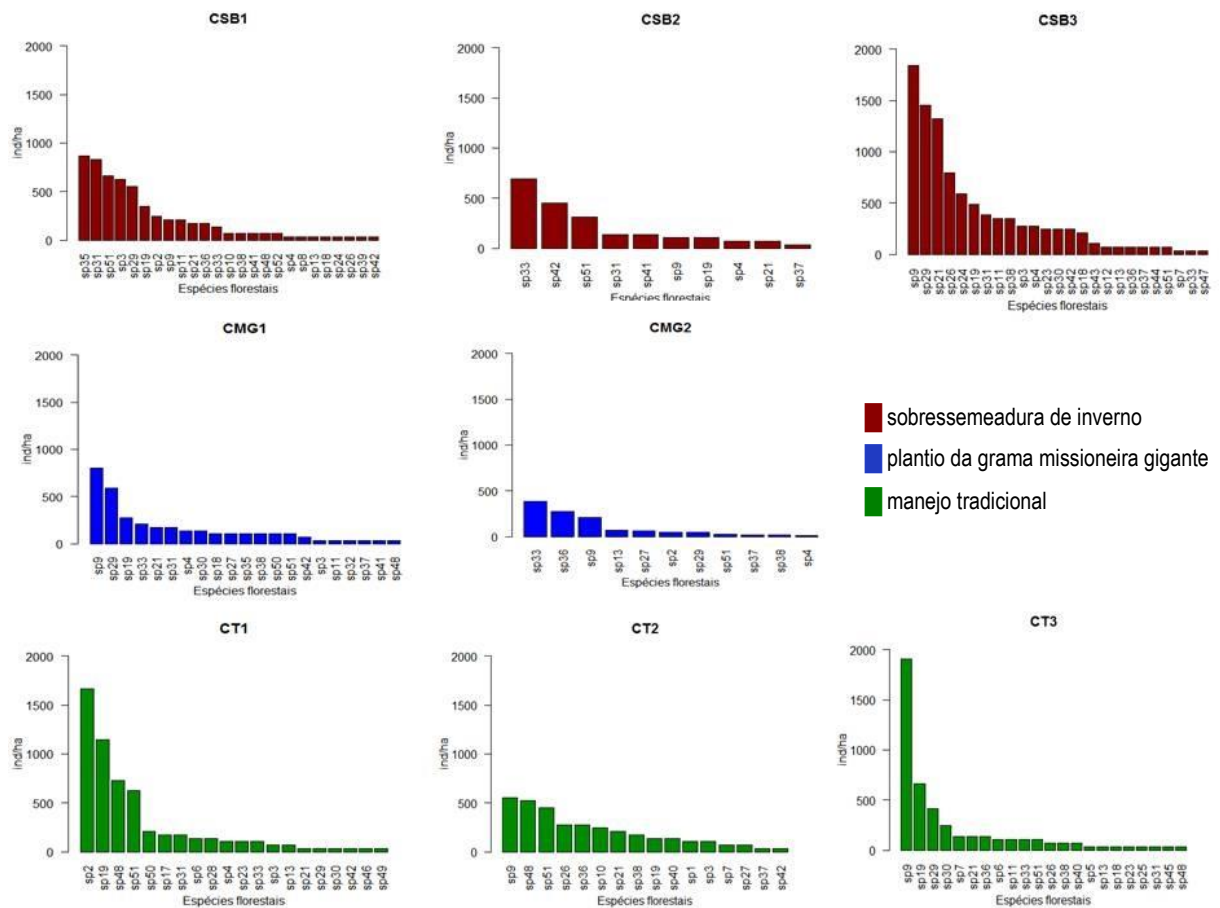 CSB1
2000
1500
1000
500
0
ind/ha
sp35 sp31 sp51 sp3 sp29 sp19 sp2 sp9 sp11 sp21 sp36 sp33 sp10 sp38 sp41 sp48 sp52 sp4 sp8 sp13 sp18 sp24 sp26 sp39 sp42
Espécies florestais
CSB2
2000
1500
1000
500
0
ind/ha
sp33 sp42 sp51 sp31 sp41 sp9 sp19 sp4 sp21 sp37
Espécies florestais
CSB3
2000
1500
1000
500
0
ind/ha
sp9 sp29 sp21 sp26 sp24 sp19 sp31 sp11 sp38 sp3 sp4 sp23 sp30 sp42 sp18 sp43 sp12 sp13 sp36 sp37 sp44 sp51 sp7 sp33 sp47
Espécies florestais
CMG1
2000
1500
1000
500
0
ind/ha
sp9 sp29 sp19 sp33 sp21 sp31 sp4 sp30 sp18 sp27 sp35 sp38 sp50 sp51 sp42 sp3 sp11 sp32 sp37 sp41 sp48
Espécies florestais
CMG2
2000
1500
1000
500
0
ind/ha
sp33 sp36 sp9 sp13 sp27 sp2 sp29 sp51 sp37 sp38 sp4
Espécies florestais
sobressemeadura de inverno
plantio da grama missioneira gigante
manejo tradicional
CT1
2000
1500
1000
500
0
ind/ha
sp2 sp19 sp48 sp51 sp50 sp17 sp31 sp6 sp28 sp4 sp23 sp33 sp3 sp13 sp21 sp29 sp30 sp42 sp46 sp49
Espécies florestais
CT2
2000
1500
1000
500
0
ind/ha
sp9 sp48 sp51 sp26 sp36 sp10 sp21 sp38 sp19 sp40 sp1 sp3 sp7 sp27 sp37 sp42
Espécies florestais
CT3
2000
1500
1000
500
0
ind/ha
sp9 sp19 sp29 sp30 sp7 sp21 sp36 sp6 sp11 sp33 sp51 sp26 sp38 sp40 sp5 sp13 sp18 sp23 sp25 sp31 sp45 sp48
Espécies florestais